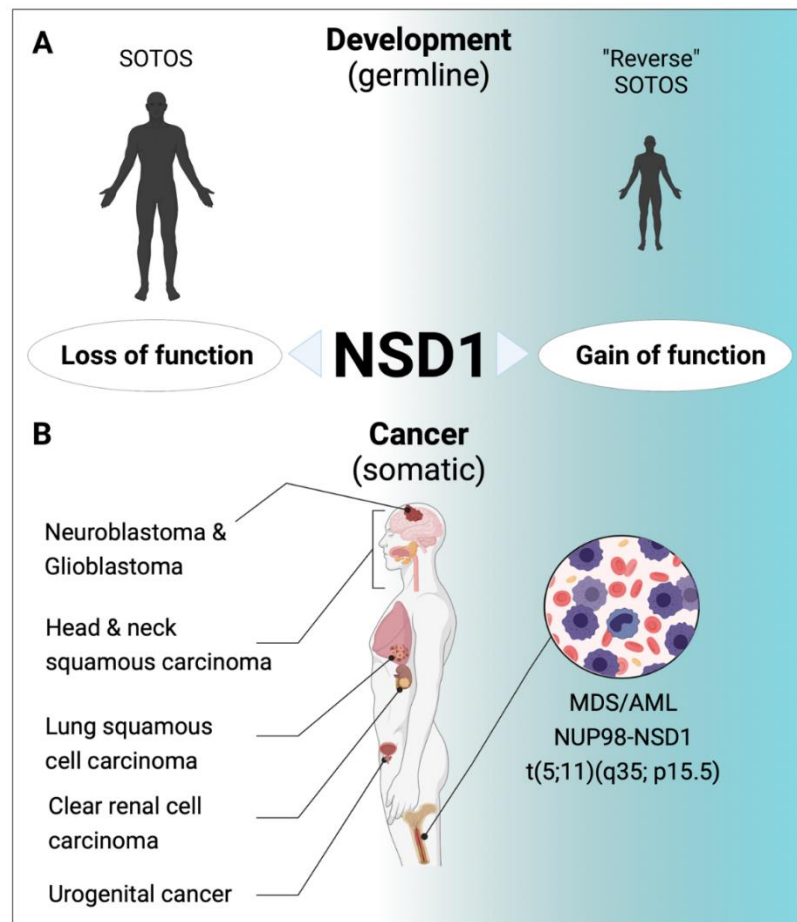 A
SOTOS
Development
(germline)
"Reverse"
SOTOS
Loss of function
NSD1
Gain of function
B
Cancer
(somatic)
Neuroblastoma &
Glioblastoma
Head & neck
squamous carcinoma
Lung squamous
cell carcinoma
Clear renal cell
carcinoma
Urogenital cancer
MDS/AML
NUP98-NSD1
t(5;11)(q35; p15.5)